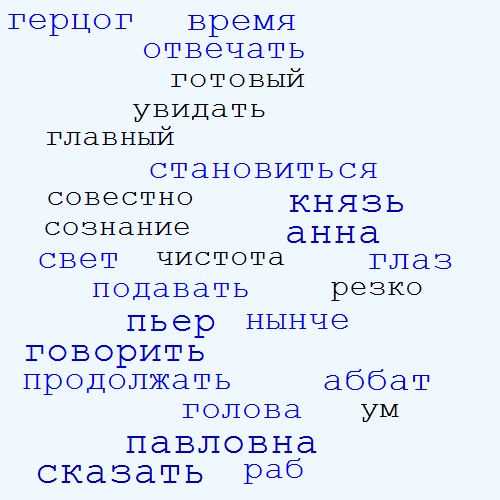 герцог время
отвечать
готовый
увидать
главный
становиться
совестно князь
сознание анна
свет чистота глаз
подавать резко
пьер нынче
говорить
продолжать аббат
голова ум
павловна
сказать раб